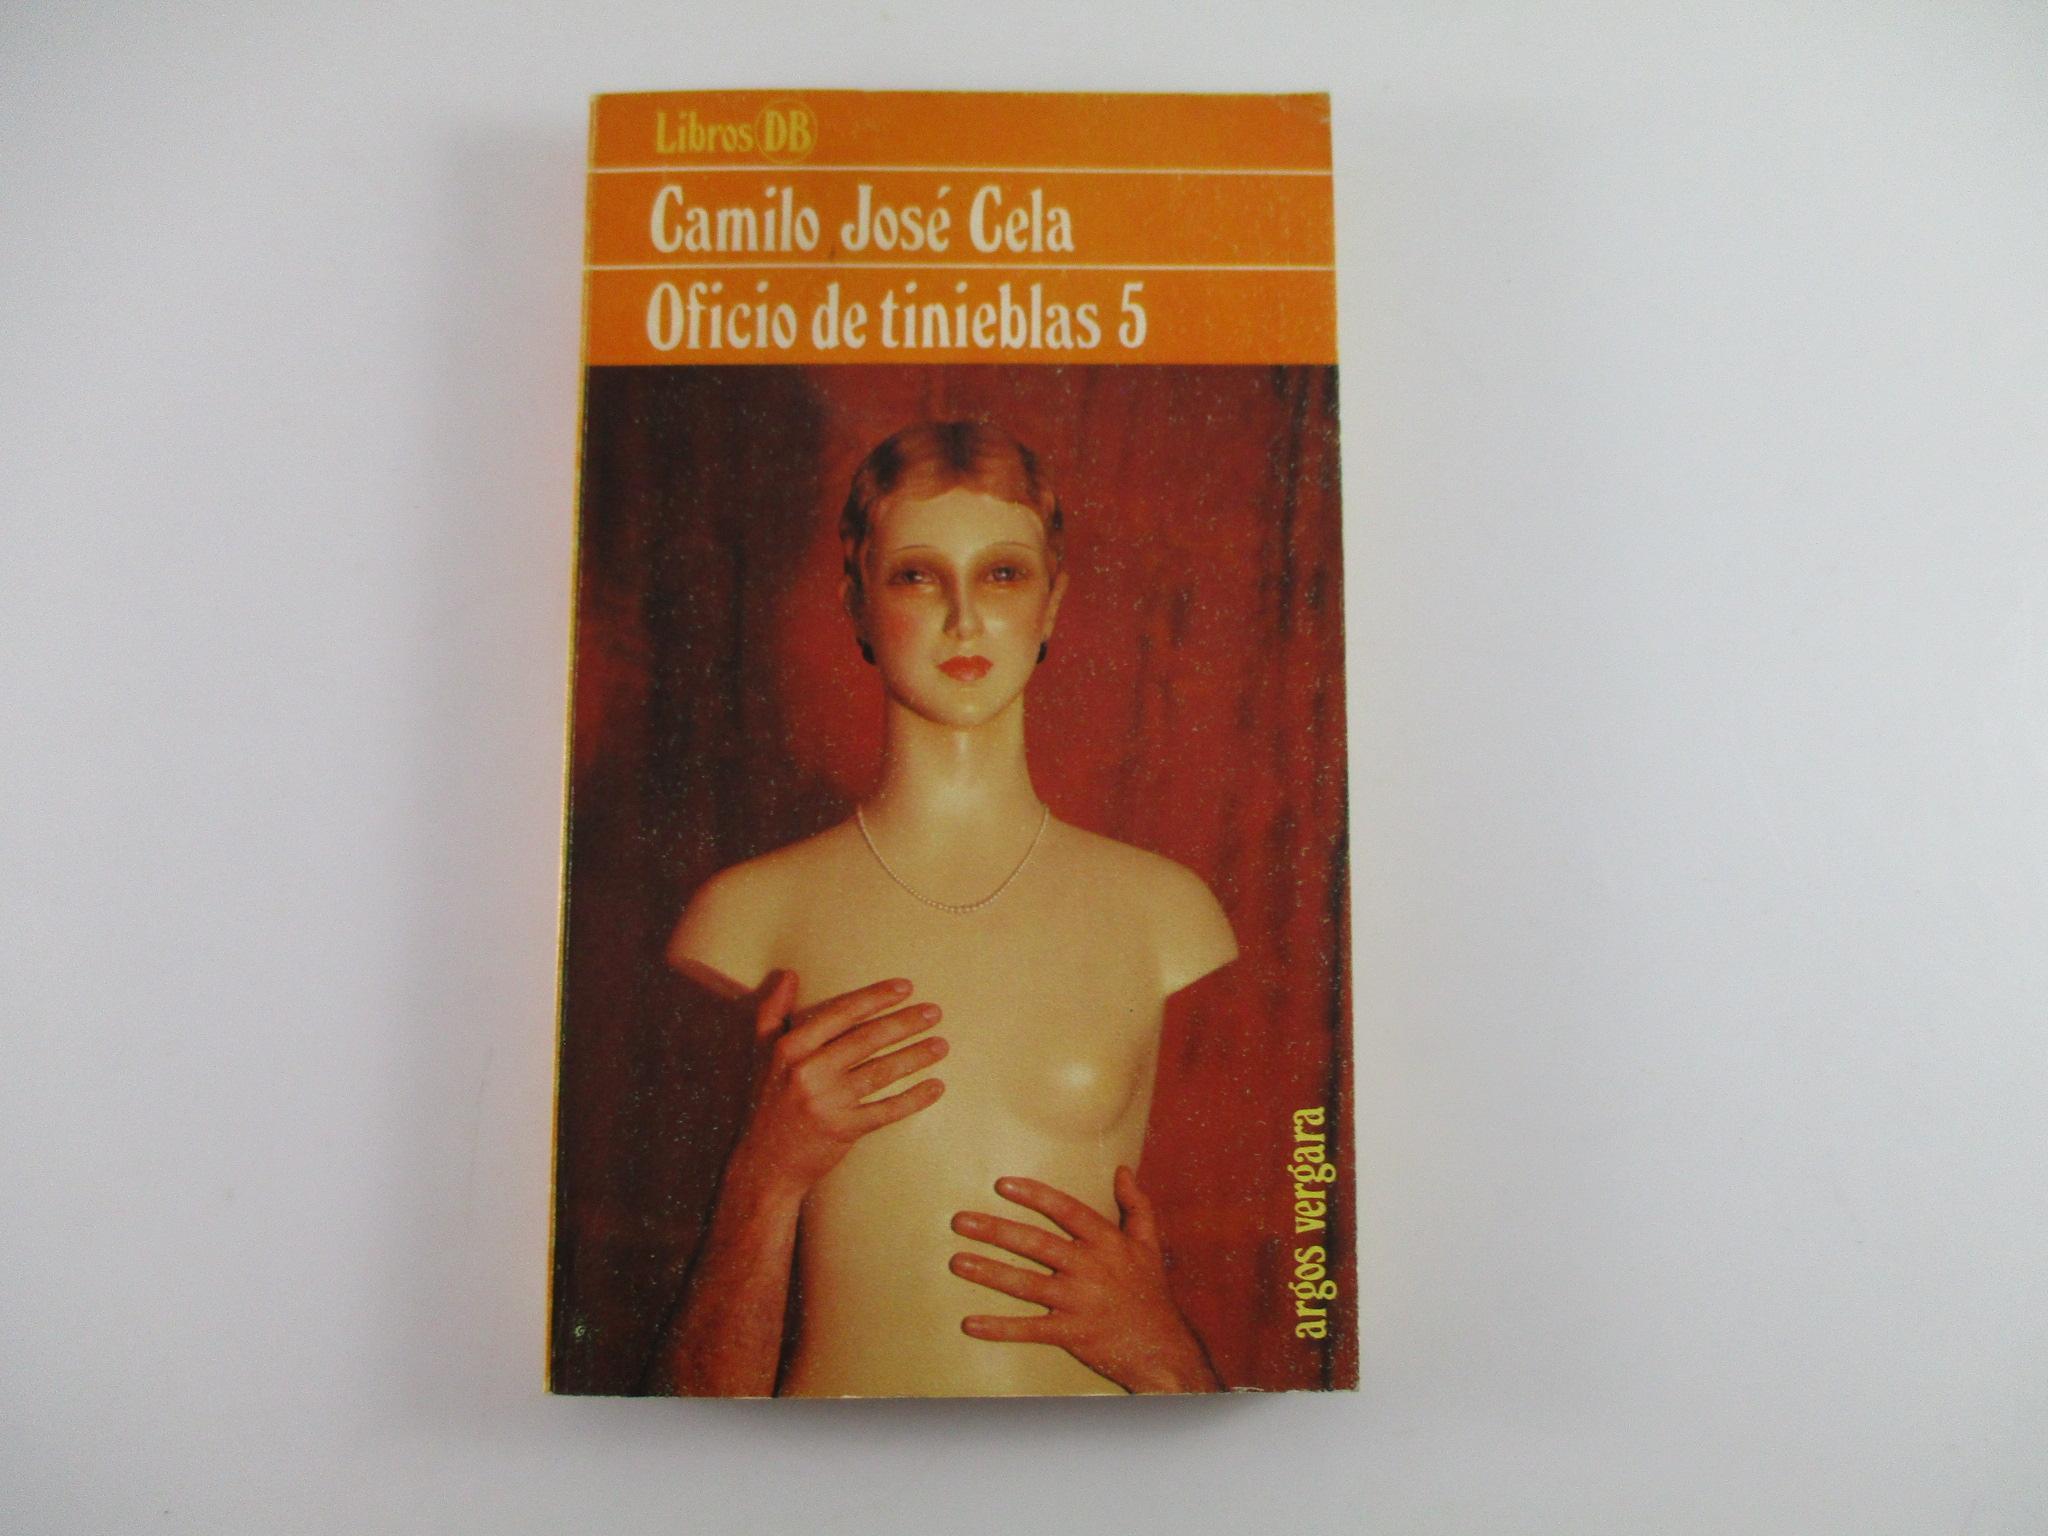 Libros DB
Camilo José Cela
Oficio de tinieblas 5
argos vergara